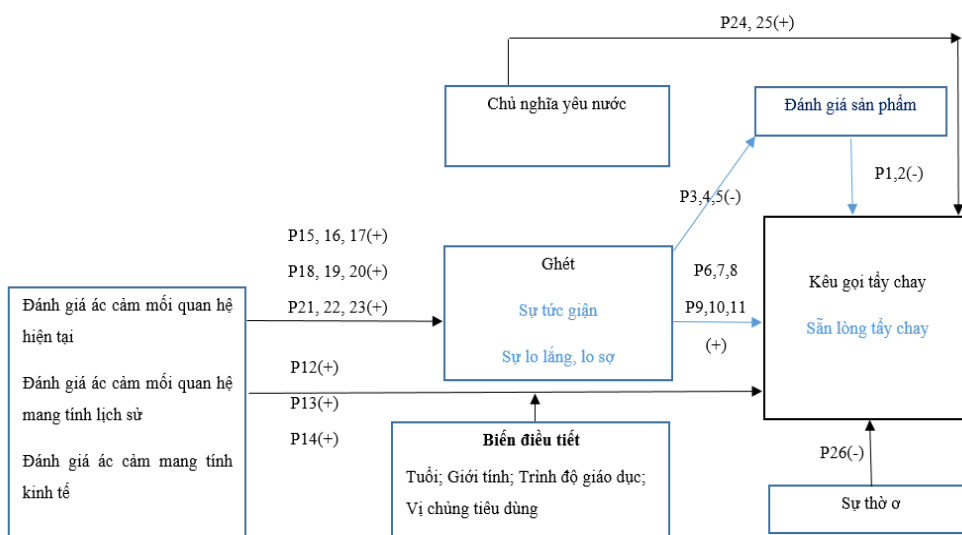 P24, 25(+)
Chủ nghĩa yêu nước
Đánh giá sản phẩm
P1,2(-)
P3,4,5(-)
P15, 16, 17(+)
P18, 19, 20(+)
P21, 22, 23(+)
Ghét
Sự tức giận
Sự lo lắng, lo sợ
P6,7,8
P9,10,11
(+)
Kêu gọi tẩy chay
Sẵn lòng tẩy chay
Đánh giá ác cảm mối quan hệ
hiện tại
Đánh giá ác cảm mối quan hệ
mang tính lịch sử
Đánh giá ác cảm mang tính
kinh tế
P12(+)
P13(+)
P14(+)
Biến điều tiết
Tuổi; Giới tính; Trình độ giáo dục;
Vị chủng tiêu dùng
P26(-)
Sự thờ ơ